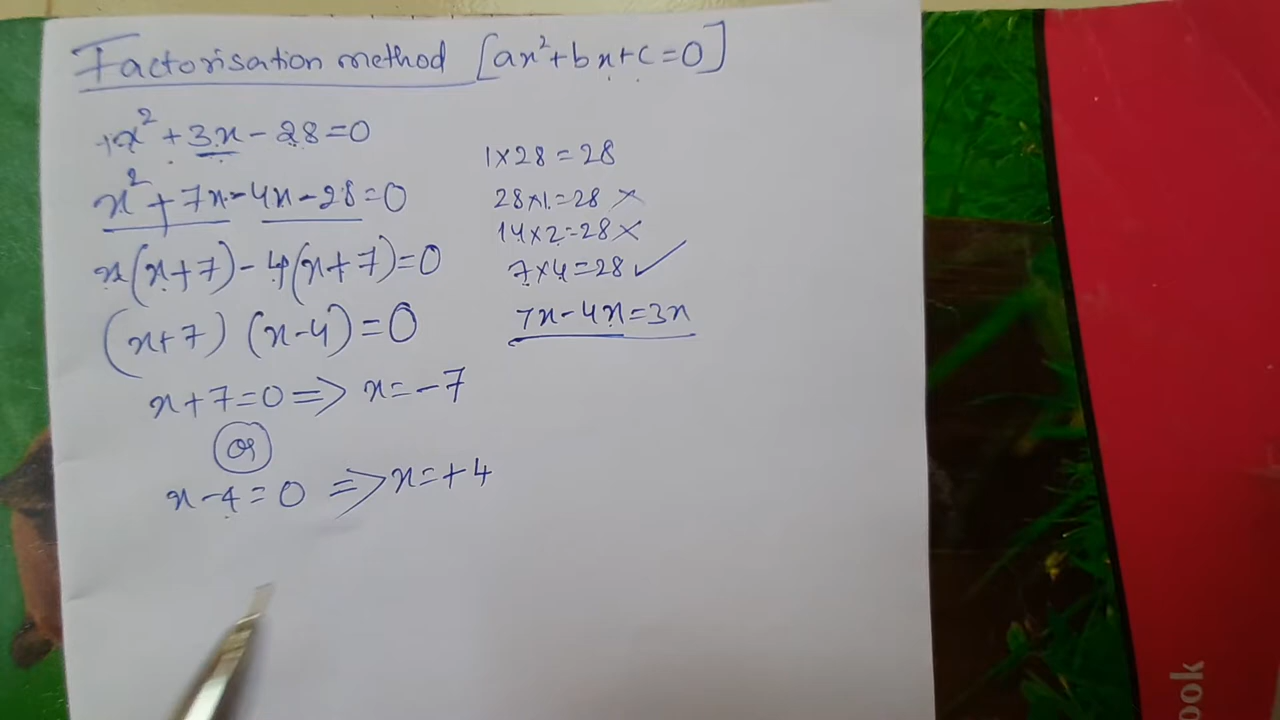 Factorisation method [ax²+bx+c=0]
1x²+3x-28=0
x²+7x-4x-28=0
x(x+7)-4(x+7)=0
(x+7) (x-4)=0
x+7=0=>x=-7
or
x-4=0=>x=+4
1×28=28
28×1=28 ×
14×2=28×
7×4=28✓
7x-4x=3x
ook